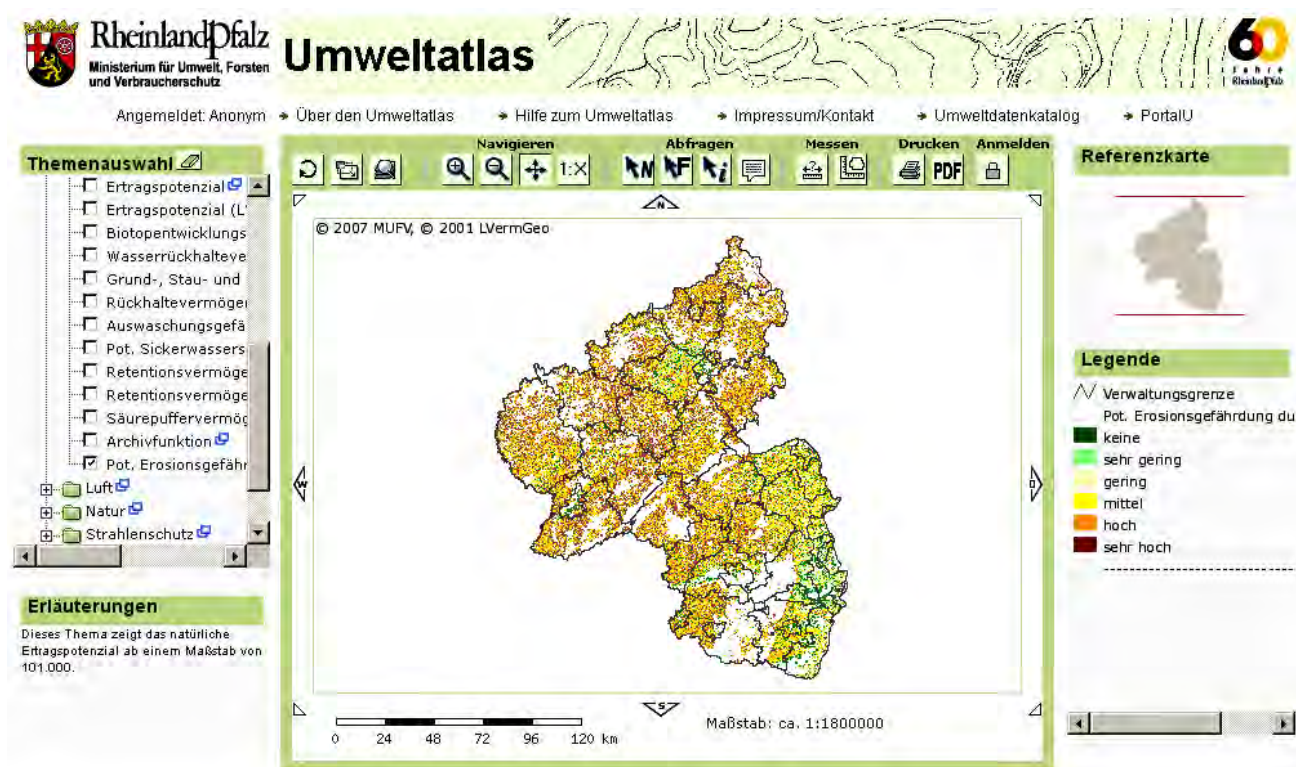 RheinlandPfalz
Ministerium für Umwelt, Forsten
und Verbraucherschutz
Umweltatlas
60
Jahre
RheinlandPfalz
Angemeldet: Anonym
Über den Umweltatlas
Hilfe zum Umweltatlas
Impressum/Kontakt
Umweltdatenkatalog
PortalU
Themenauswahl
Ertragspotenzial
Ertragspotenzial (L
Biotopentwicklungs
Wasserrückhalteve
Grund-, Stau- und
Rückhaltevermöge
Auswaschungsgefä
Pot. Sickerwassers
Retentionsvermöge
Retentionsvermöge
Säurepuffervermög
Archivfunktion
Pot. Erosionsgefähr
Luft
Natur
Strahlenschutz
Erläuterungen
Dieses Thema zeigt das natürliche
Ertragspotenzial ab einem Maßstab von
101.000.
Navigieren Abfragen Messen Drucken Anmelden
1:X N F i PDF
N
© 2007 MUFV, © 2001 LVermGeo
W
O
S
0 24 48 72 96 120 km
Maßstab: ca. 1:1800000
Referenzkarte
Legende
Verwaltungsgrenze
Pot. Erosionsgefährdung du
keine
sehr gering
gering
mittel
hoch
sehr hoch